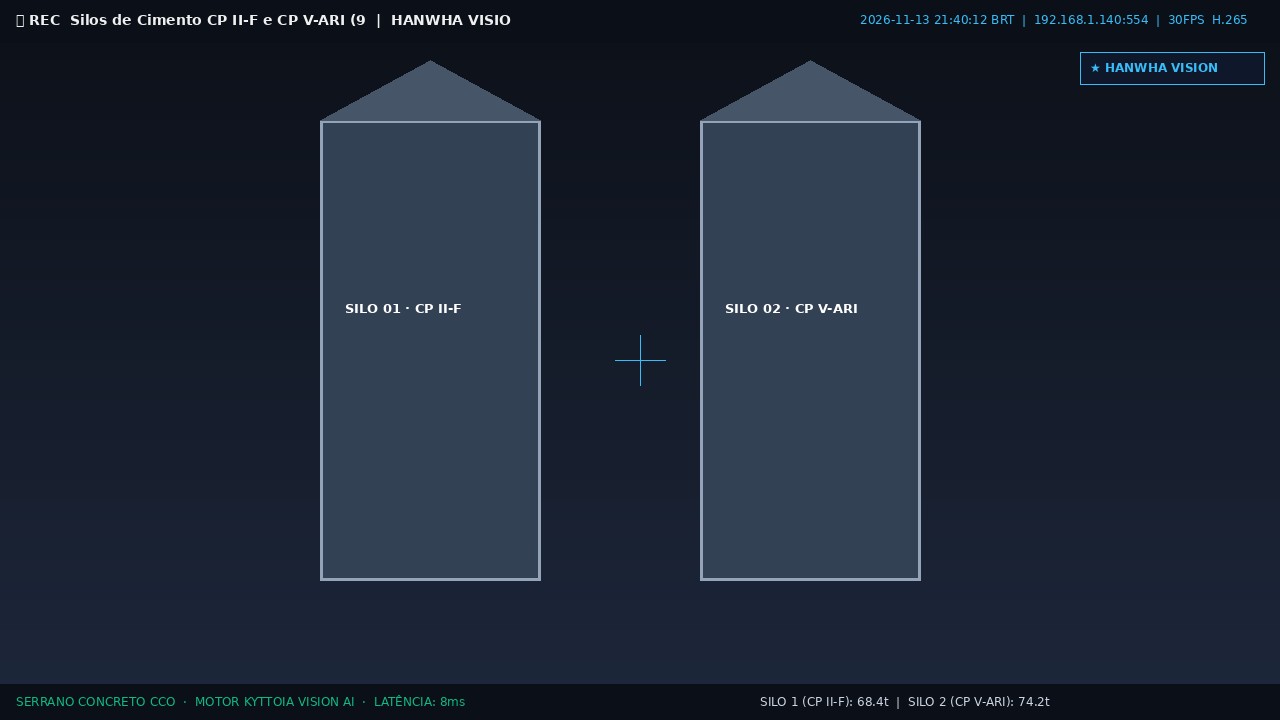 REC  Silos de Cimento CP II-F e CP V-ARI (9  |  HANWHA VISIO
2026-11-13 21:40:12 BRT  |  192.168.1.140:554  |  30FPS  H.265
★ HANWHA VISION
SILO 01 · CP II-F
SILO 02 · CP V-ARI
SERRANO CONCRETO CCO  ·  MOTOR KYTTOIA VISION AI  ·  LATÊNCIA: 8ms
SILO 1 (CP II-F): 68.4t  |  SILO 2 (CP V-ARI): 74.2t